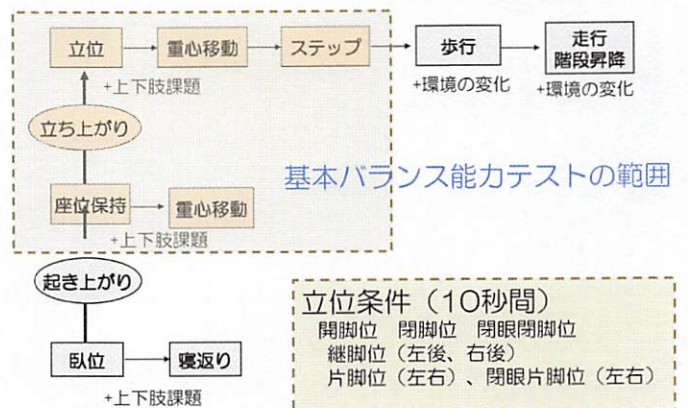 立位
重心移動
ステップ
歩行
走行
階段昇降
+上下肢課題
+環境の変化
+環境の変化
立ち上がり
基本バランス能力テストの範囲
座位保持
重心移動
+上下肢課題
起き上がり
臥位
寝返り
+上下肢課題
立位条件（10秒間）
開脚位 閉脚位 閉眼閉脚位
継脚位（左後、右後）
片脚位（左右）、閉眼片脚位（左右）